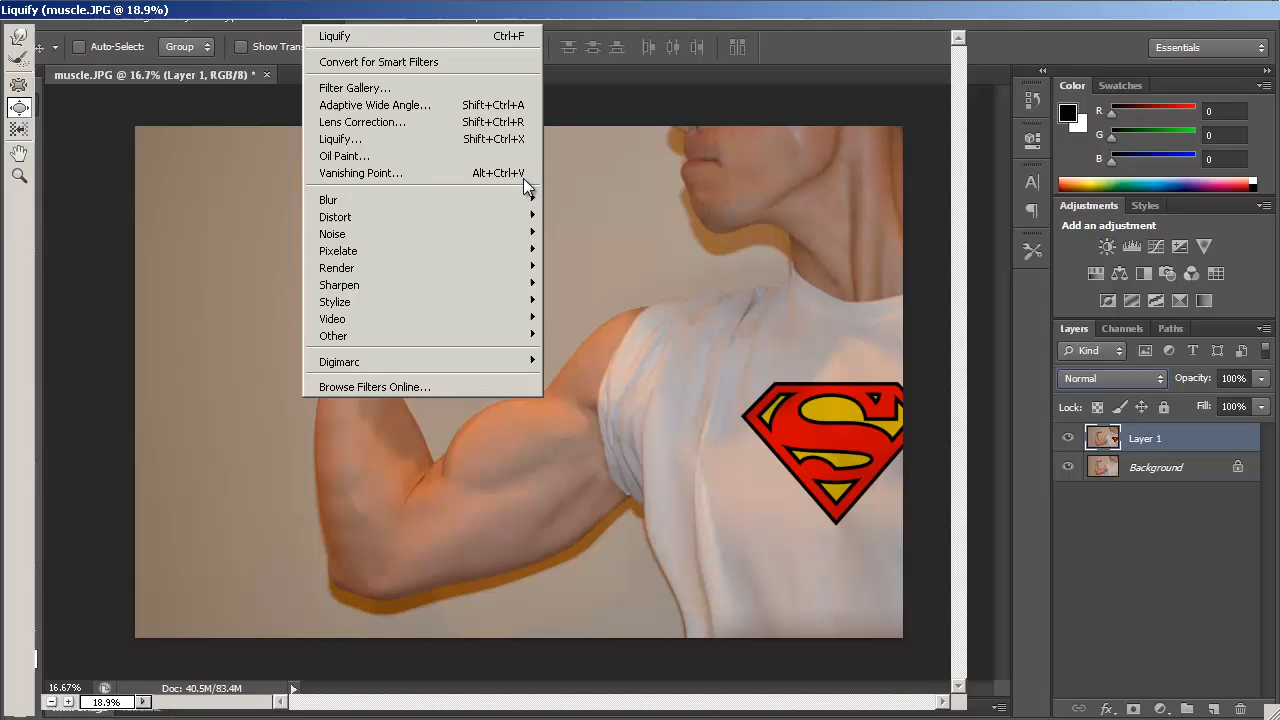 Liquify (muscle.JPG @ 18.9%)
Auto-Select:
Group
Show Tran
Essentials
muscle.JPG @ 16.7% (Layer 1, RGB/8) *
Liquify Ctrl+F
Convert for Smart Filters
Filter Gallery...
Adaptive Wide Angle... Shift+Ctrl+A
Lens Correction... Shift+Ctrl+R
Liquify... Shift+Ctrl+X
Oil Paint...
Vanishing Point... Alt+Ctrl+V
Blur
Distort
Noise
Pixelate
Render
Sharpen
Stylize
Video
Other
Digimarc
Browse Filters Online...
Color Swatches
R 0
G 0
B 0
Adjustments Styles
Add an adjustment
Layers Channels Paths
Kind
Normal Opacity: 100%
Lock: Fill: 100%
Layer 1
Background
S
16.67% Doc: 40.5M/83.4M
18.9%